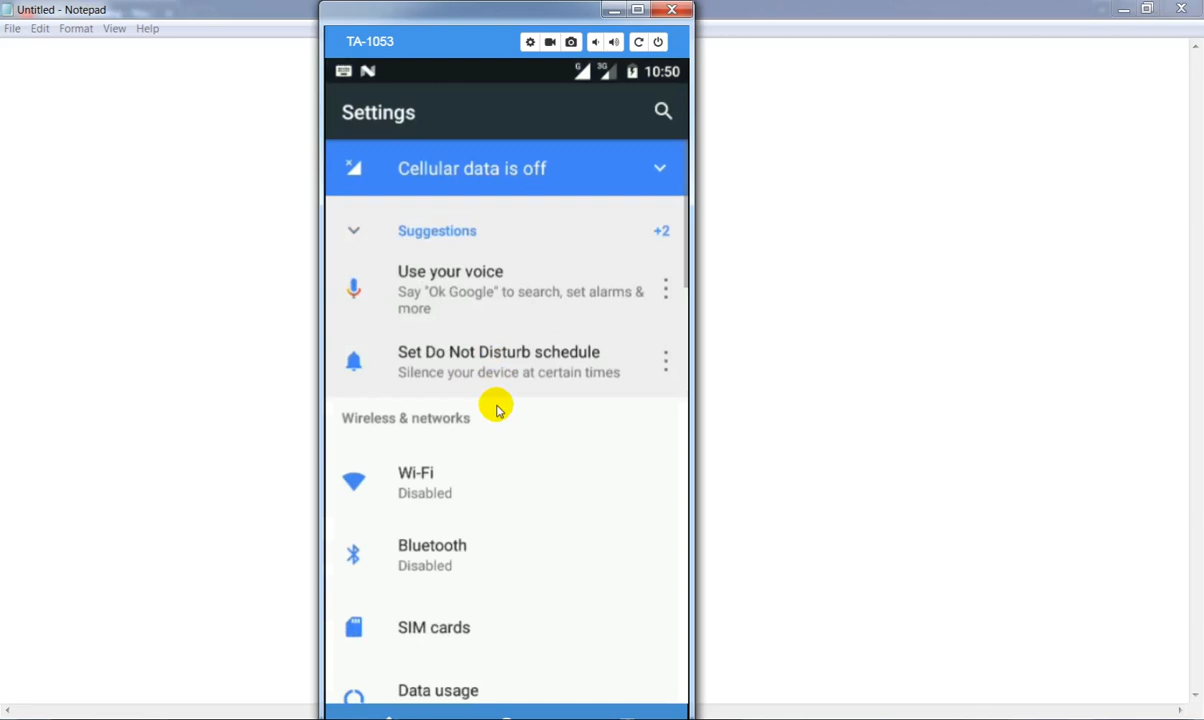 Untitled - Notepad
File Edit Format View Help
TA-1053
G 3G 10:50
Settings
Cellular data is off
Suggestions +2
Use your voice
Say "Ok Google" to search, set alarms &
more
Set Do Not Disturb schedule
Silence your device at certain times
Wireless & networks
Wi-Fi
Disabled
Bluetooth
Disabled
SIM cards
Data usage